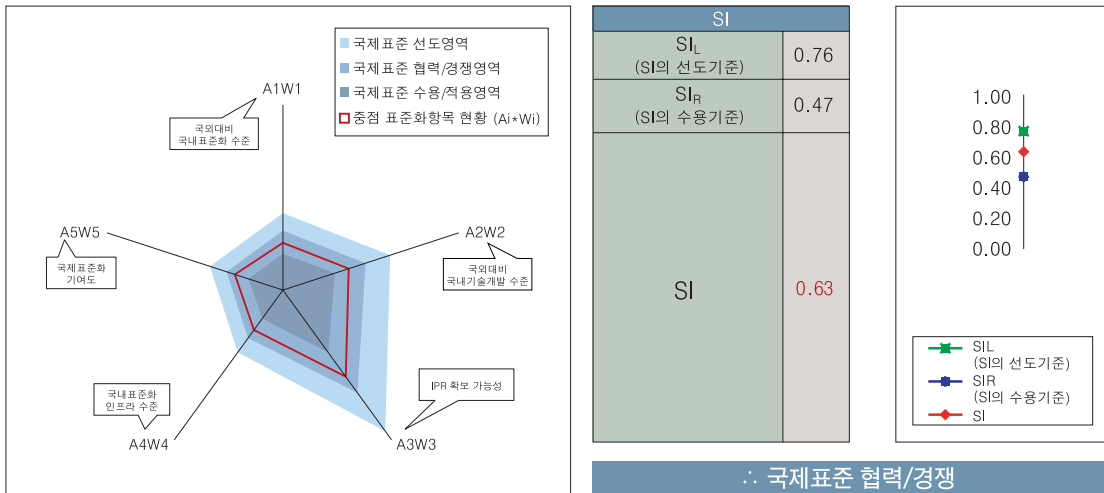 국제표준 선도영역
국제표준 협력/경쟁영역
국제표준 수용/적용영역
중점 표준화항목 현황 (Ai*Wi)
A1W1
국외대비
국내표준화 수준
A2W2
국외대비
국내기술개발 수준
IPR 확보 가능성
A3W3
국내표준화
인프라 수준
A4W4
A5W5
국제표준화
기여도
SI
SIL
(SI의 선도기준)
0.76
SIR
(SI의 수용기준)
0.47
SI
0.63
1.00
0.80
0.60
0.40
0.20
0.00
SIL
(SI의 선도기준)
SIR
(SI의 수용기준)
SI
∴ 국제표준 협력/경쟁